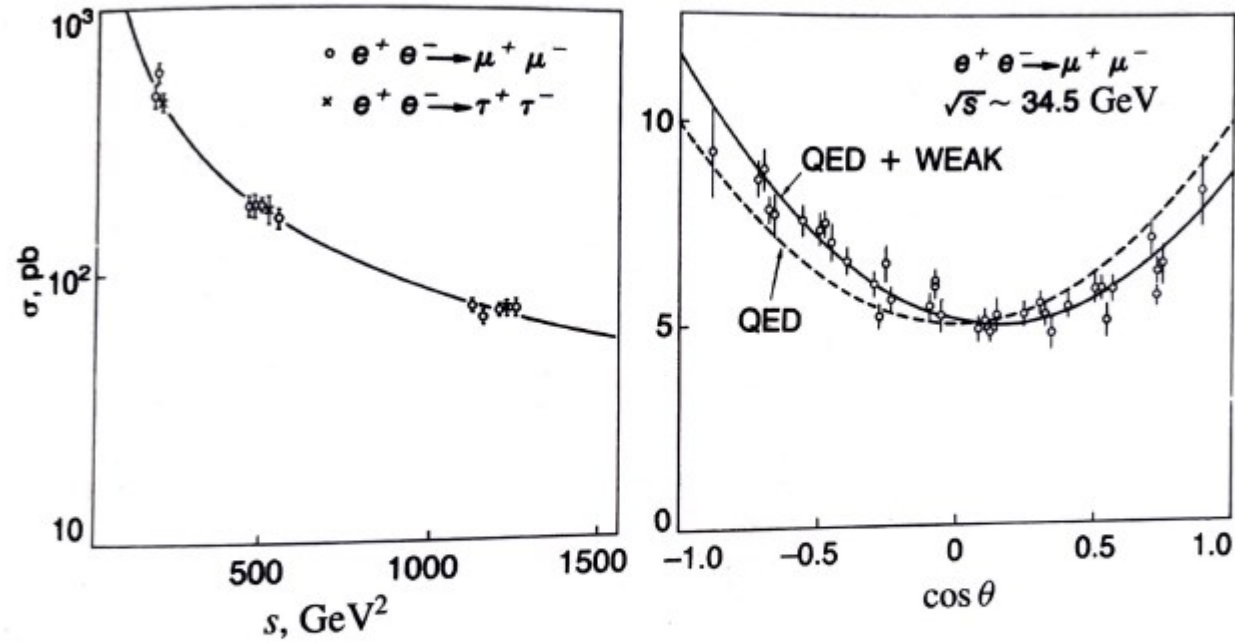 10³
e⁺ e⁻ → μ⁺ μ⁻
e⁺ e⁻ → τ⁺ τ⁻
σ, pb
10²
10
500 1000 1500
s, GeV²
e⁺ e⁻ → μ⁺ μ⁻
√s ~ 34.5 GeV
10
QED + WEAK
QED
5
0
−1.0 −0.5 0 0.5 1.0
cos θ